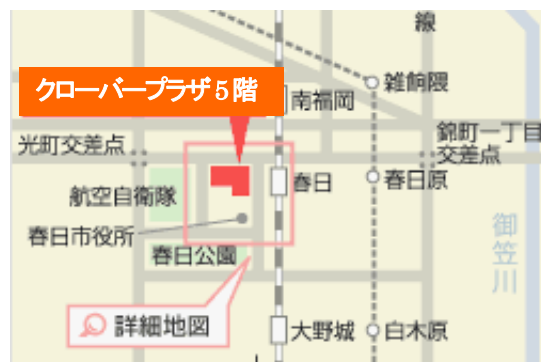 線
雑餉隈
クローバープラザ5階
南福岡
光町交差点
錦町一丁目
交差点
春日
春日原
航空自衛隊
春日市役所
御笠川
春日公園
詳細地図
大野城
白木原